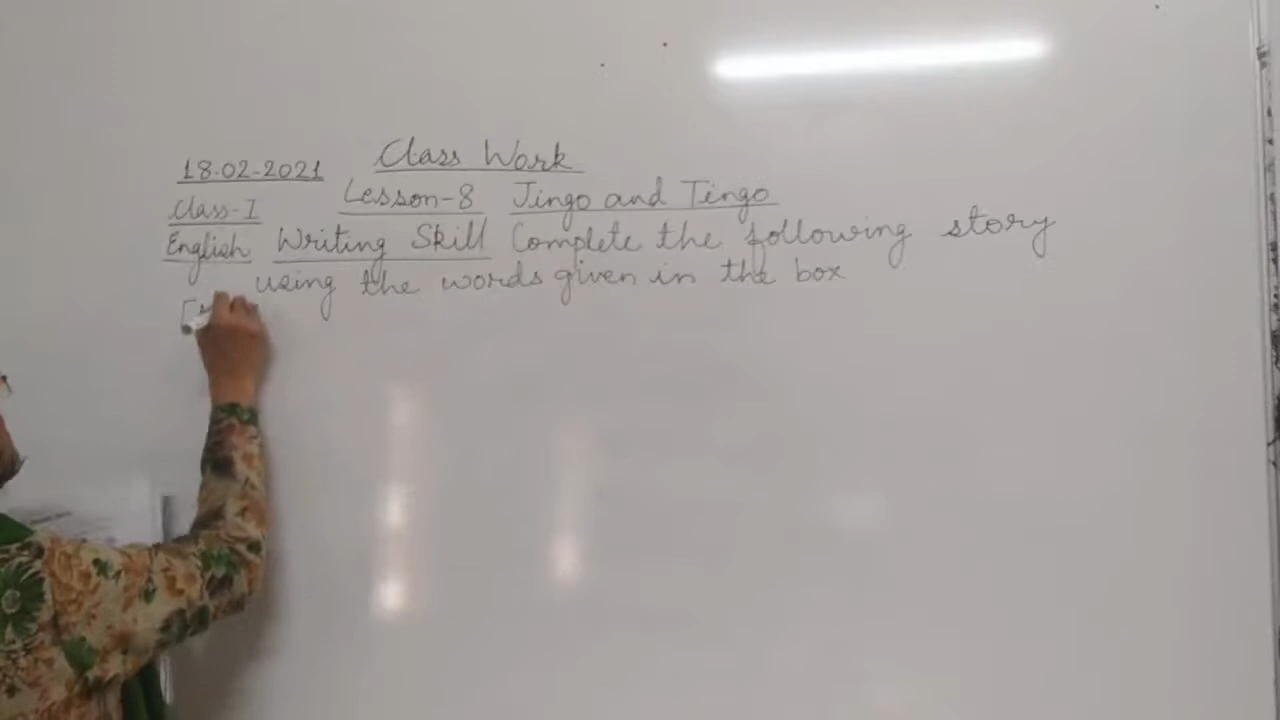 Class Work
18.02.2021
Lesson-8 Jingo and Tingo
Class-I
English Writing Skill Complete the following story
using the words given in the box